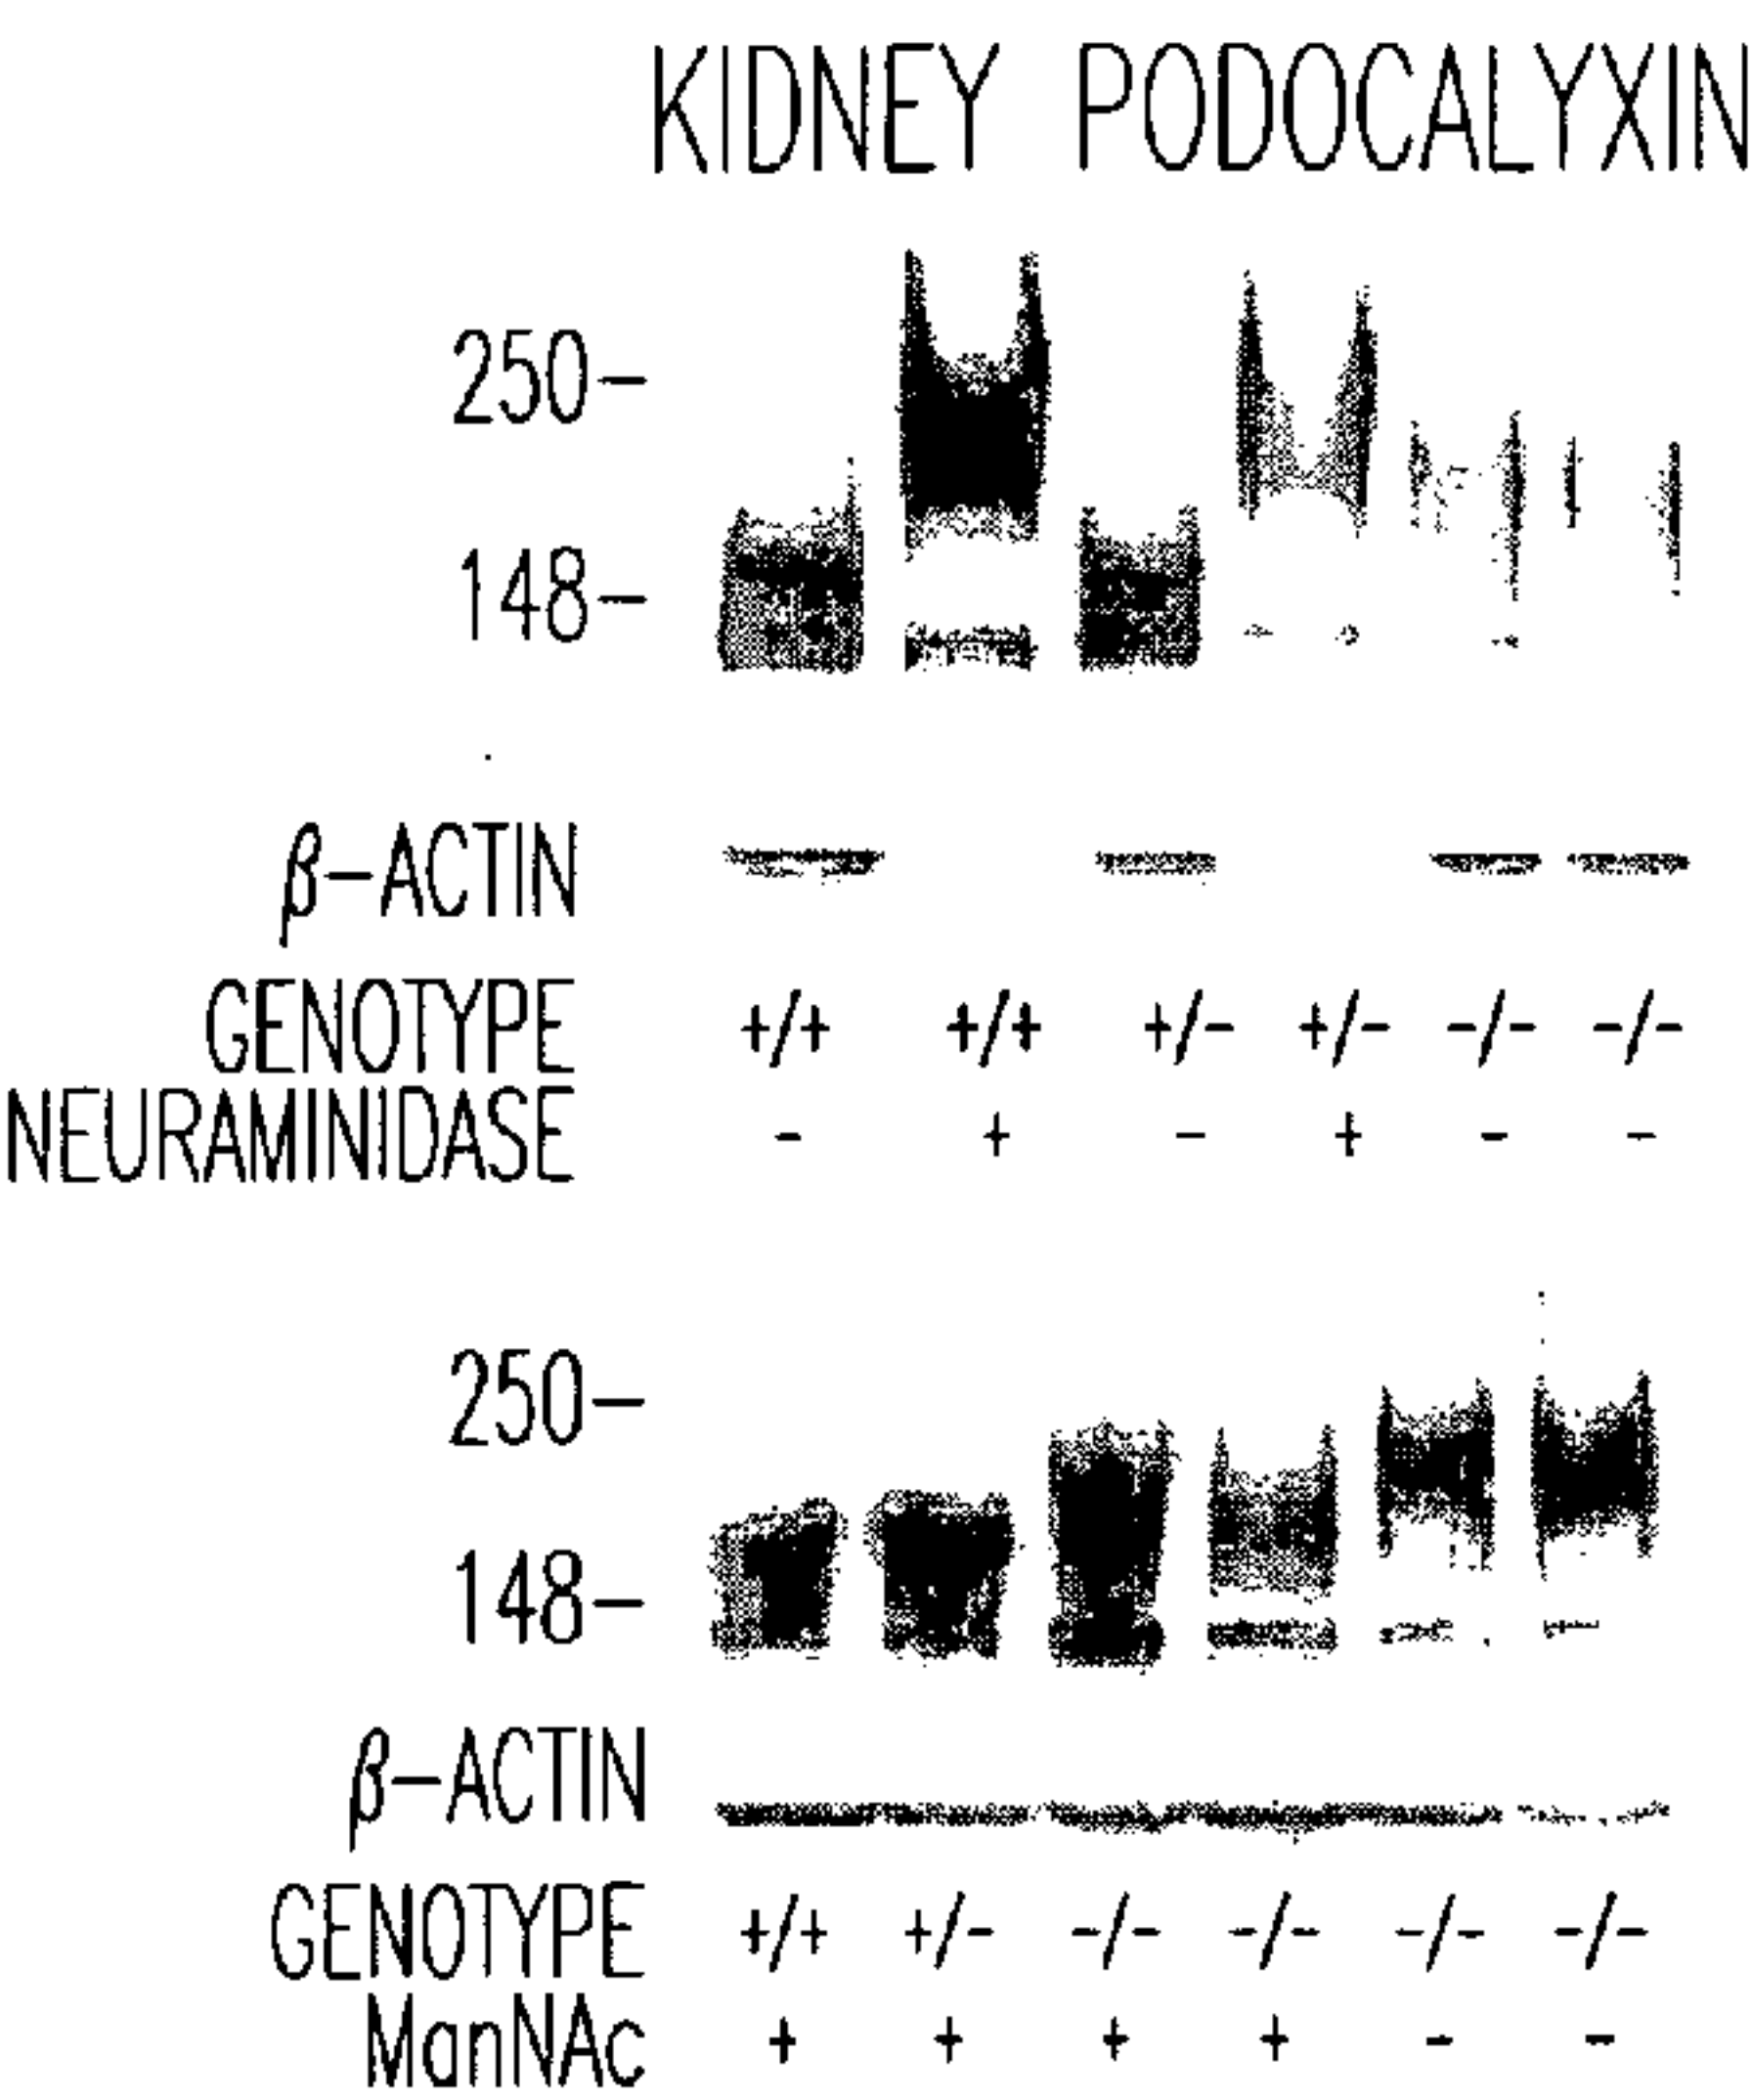 KIDNEY PODOCALYXIN
250-
148-
β-ACTIN
GENOTYPE +/+ +/+ +/- +/- -/- -/-
NEURAMINIDASE - + - + - -
250-
148-
β-ACTIN
GENOTYPE +/+ +/- -/- -/- -/- -/-
ManNAc + + + + - -